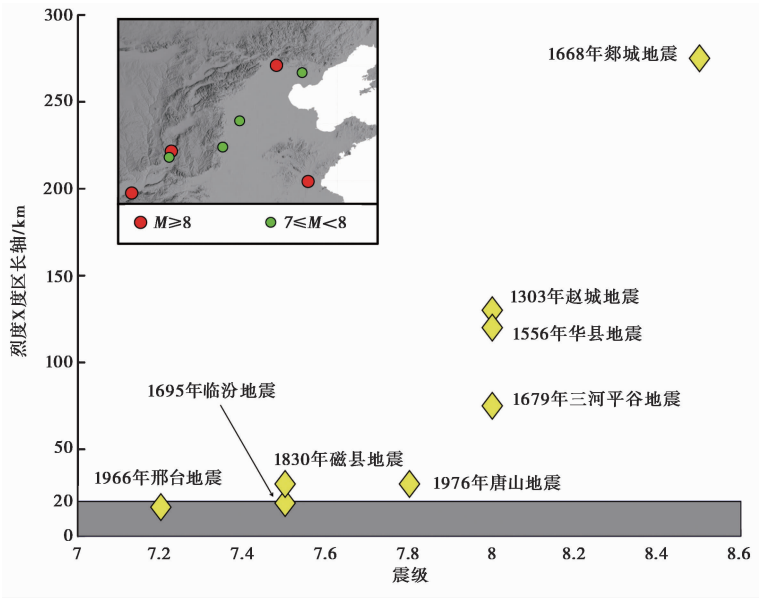 300
250
200
150
100
50
20
0
烈度X度区长轴/km
M≥8
7≤M<8
1668年郯城地震
1303年赵城地震
1556年华县地震
1679年三河平谷地震
1695年临汾地震
1830年磁县地震
1966年邢台地震
1976年唐山地震
7 7.2 7.4 7.6 7.8 8 8.2 8.4 8.6
震级